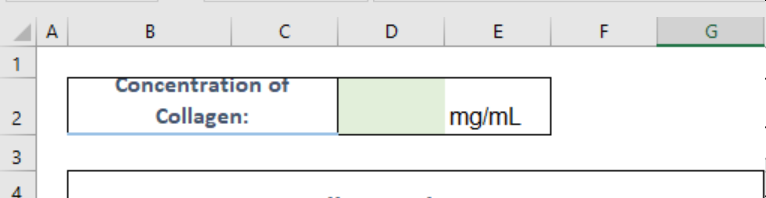 A B C D E F G
1
Concentration of
2 Collagen: mg/mL
3
4